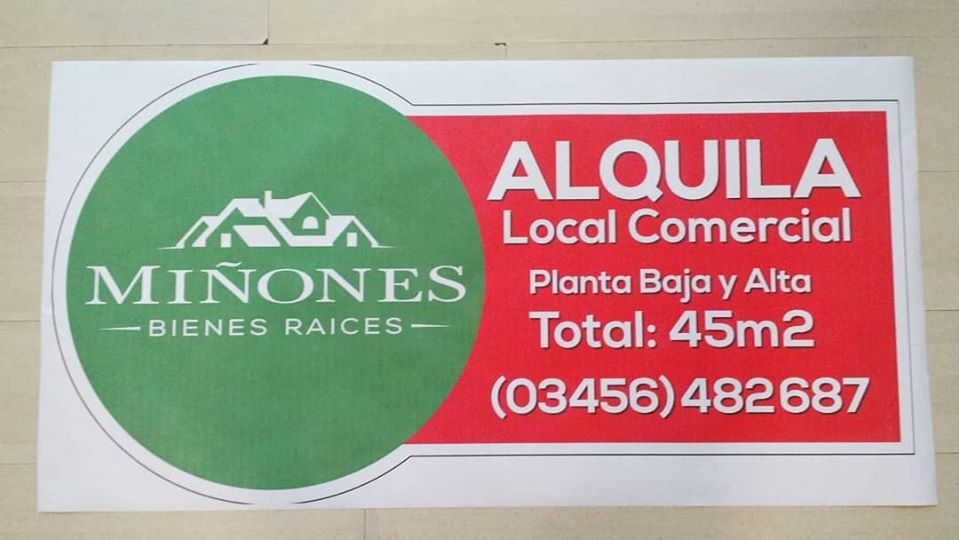 MIÑONES
BIENES RAICES
ALQUILA
Local Comercial
Planta Baja y Alta
Total: 45m2
(03456) 482687